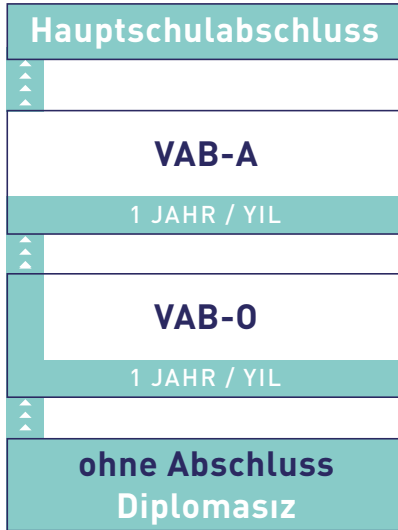 Hauptschulabschluss
VAB-A
1 JAHR / YIL
VAB-O
1 JAHR / YIL
ohne Abschluss
Diplomasız